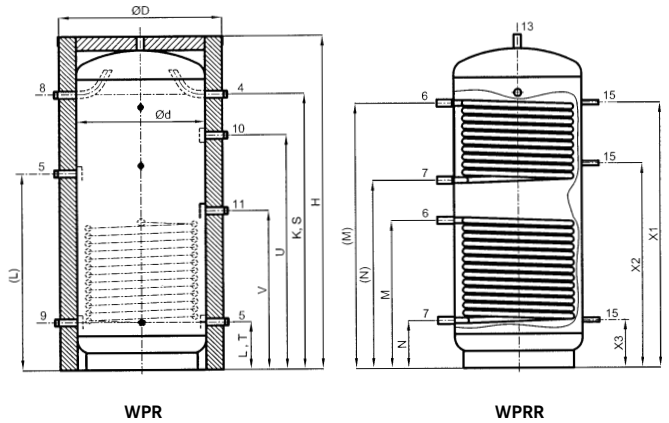 ØD
13
8
4
6
15
Ød
10
5
15
7
11
6
9
5
7
15
(L)
L, T
V
U
K, S
H
(M)
(N)
M
N
X3
X2
X1
WPR
WPRR